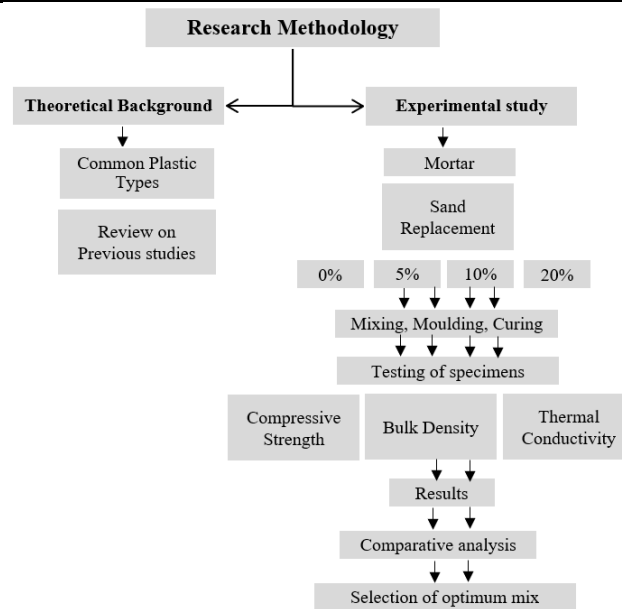 Research Methodology
Theoretical Background
Experimental study
Common Plastic
Types
Mortar
Review on
Previous studies
Sand
Replacement
0%
5%
10%
20%
Mixing, Moulding, Curing
Testing of specimens
Compressive
Strength
Bulk Density
Thermal
Conductivity
Results
Comparative analysis
Selection of optimum mix